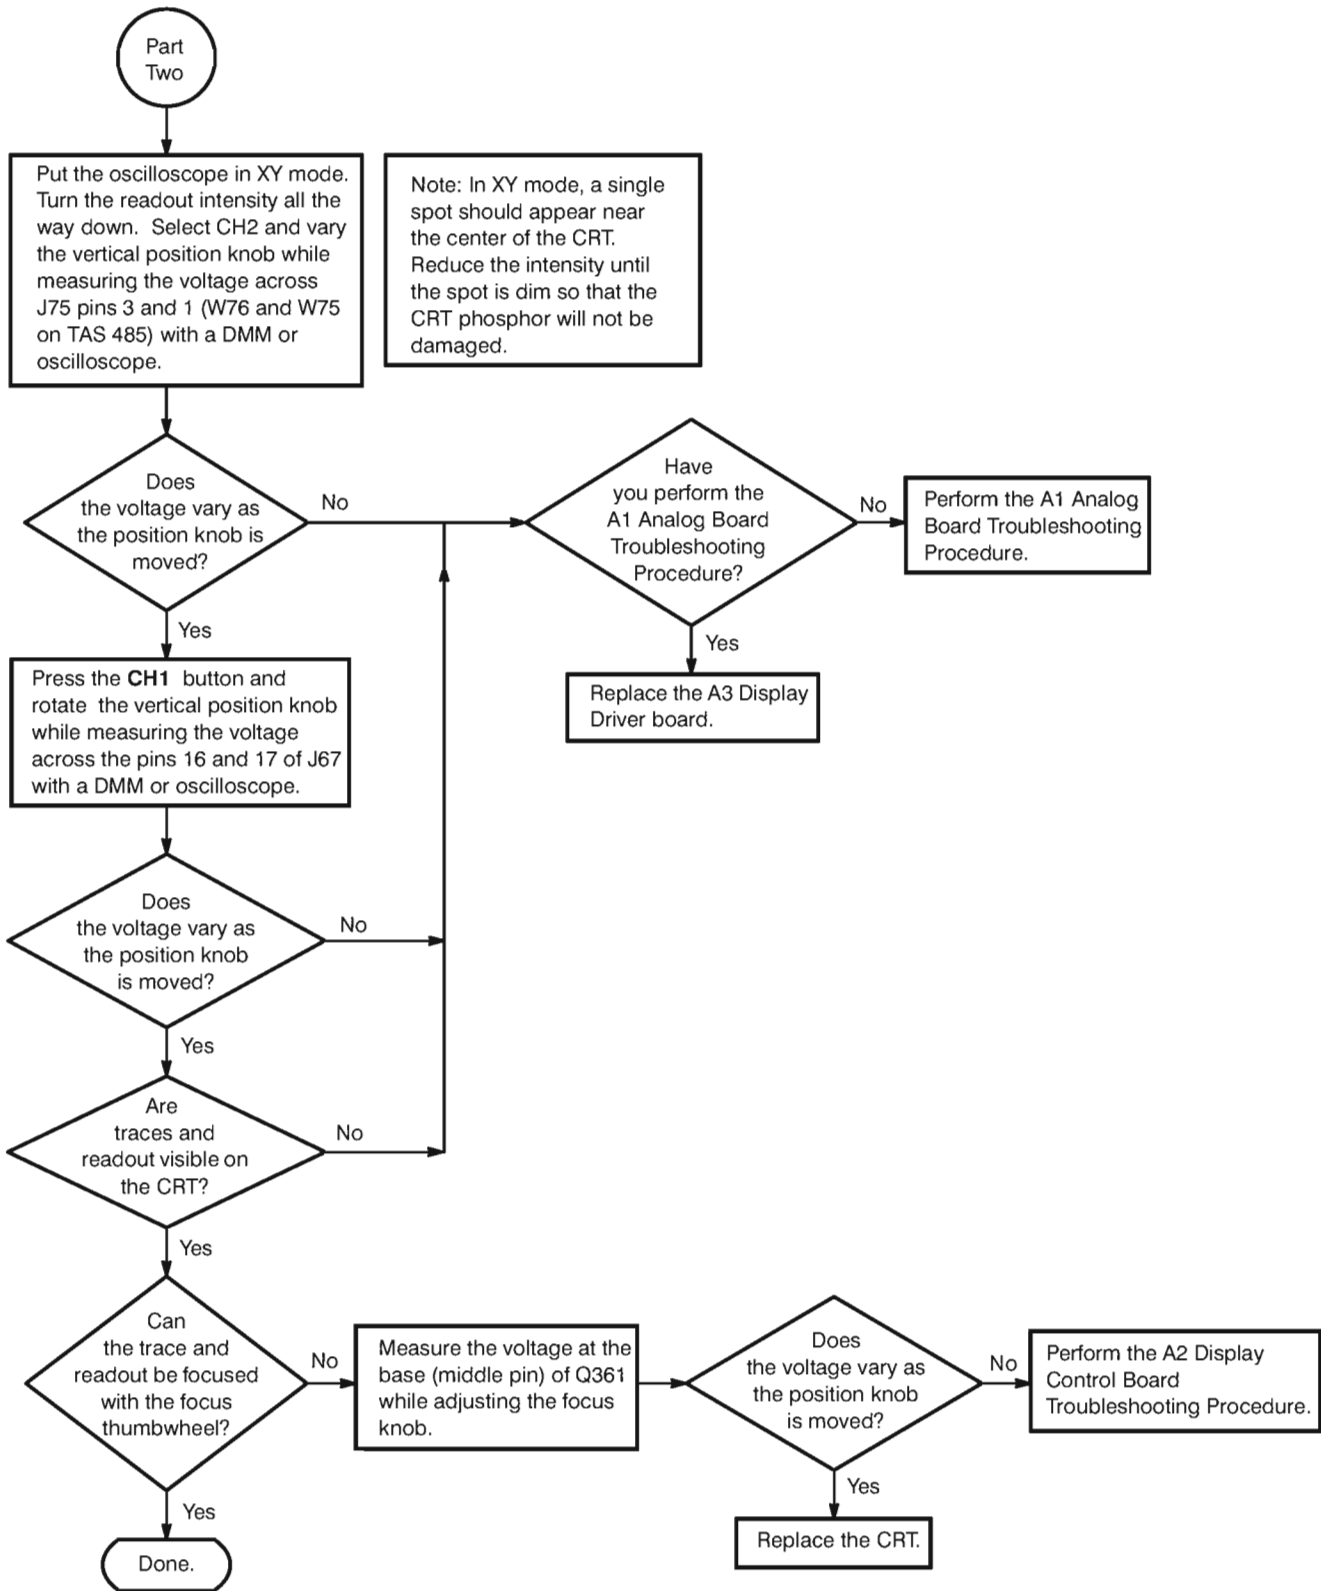 Part
Two
Put the oscilloscope in XY mode.
Turn the readout intensity all the
way down. Select CH2 and vary
the vertical position knob while
measuring the voltage across
J75 pins 3 and 1 (W76 and W75
on TAS 485) with a DMM or
oscilloscope.
Note: In XY mode, a single
spot should appear near
the center of the CRT.
Reduce the intensity until
the spot is dim so that the
CRT phosphor will not be
damaged.
Does
the voltage vary as
the position knob is
moved?
No
Have
you perform the
A1 Analog Board
Troubleshooting
Procedure?
No
Perform the A1 Analog
Board Troubleshooting
Procedure.
Yes
Yes
Replace the A3 Display
Driver board.
Press the CH1 button and
rotate the vertical position knob
while measuring the voltage
across the pins 16 and 17 of J67
with a DMM or oscilloscope.
Does
the voltage vary as
the position knob
is moved?
No
Yes
Are
traces and
readout visible on
the CRT?
No
Yes
Can
the trace and
readout be focused
with the focus
thumbwheel?
No
Measure the voltage at the
base (middle pin) of Q361
while adjusting the focus
knob.
Does
the voltage vary as
the position knob
is moved?
No
Perform the A2 Display
Control Board
Troubleshooting Procedure.
Yes
Replace the CRT.
Yes
Done.